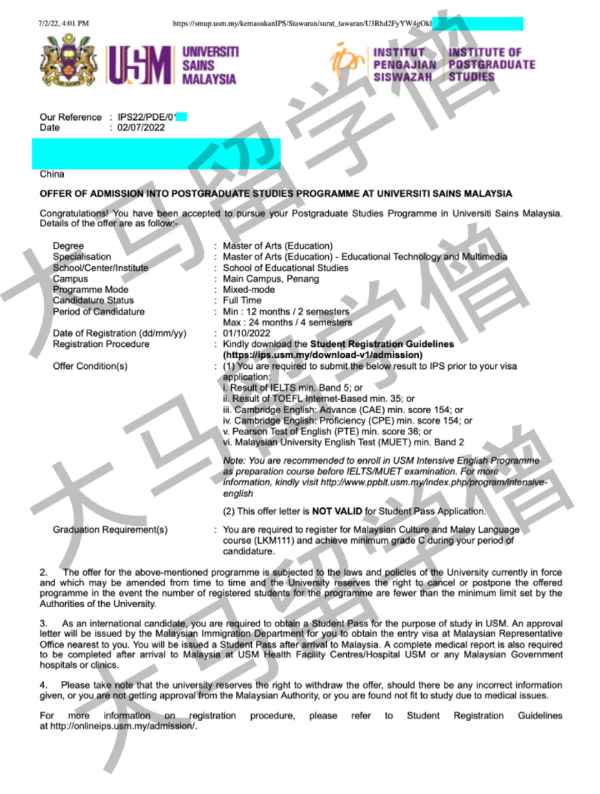 7/2/22, 4:01 PM
https://smup.usm.my/kemasukanIPS/Siswaran/surat_tawaran/U3Rhd2FyYW4gOkI
USM
UNIVERSITI
SAINS
MALAYSIA
ips
INSTITUT
PENGAJIAN
SISWAZAH
INSTITUTE OF
POSTGRADUATE
STUDIES
Our Reference : IPS22/PDE/01
Date : 02/07/2022
China
OFFER OF ADMISSION INTO POSTGRADUATE STUDIES PROGRAMME AT UNIVERSITI SAINS MALAYSIA
Congratulations! You have been accepted to pursue your Postgraduate Studies Programme in Universiti Sains Malaysia.
Details of the offer are as follow:-
Degree : Master of Arts (Education)
Specialisation : Master of Arts (Education) - Educational Technology and Multimedia
School/Center/Institute : School of Educational Studies
Campus : Main Campus, Penang
Programme Mode : Mixed-mode
Candidature Status : Full Time
Period of Candidature : Min : 12 months / 2 semesters
Max : 24 months / 4 semesters
Date of Registration (dd/mm/yy) : 01/10/2022
Registration Procedure : Kindly download the Student Registration Guidelines
(https://ips.usm.my/download-v1/admission)
Offer Condition(s) : (1) You are required to submit the below result to IPS prior to your visa
application:
i. Result of IELTS min. Band 5; or
ii. Result of TOEFL Internet-Based min. 35; or
iii. Cambridge English: Advance (CAE) min. score 154; or
iv. Cambridge English: Proficiency (CPE) min. score 154; or
v. Pearson Test of English (PTE) min. score 36; or
vi. Malaysian University English Test (MUET) min. Band 2
Note: You are recommended to enroll in USM Intensive English Programme
as preparation course before IELTS/MUET examination. For more
information, kindly visit http://www.ppblt.usm.my/index.php/program/intensive-
english
(2) This offer letter is NOT VALID for Student Pass Application.
Graduation Requirement(s) : You are required to register for Malaysian Culture and Malay Language
course (LKM111) and achieve minimum grade C during your period of
candidature.
2. The offer for the above-mentioned programme is subjected to the laws and policies of the University currently in force
and which may be amended from time to time and the University reserves the right to cancel or postpone the offered
programme in the event the number of registered students for the programme are fewer than the minimum limit set by the
Authorities of the University.
3. As an international candidate, you are required to obtain a Student Pass for the purpose of study in USM. An approval
letter will be issued by the Malaysian Immigration Department for you to obtain the entry visa at Malaysian Representative
Office nearest to you. You will be issued a Student Pass after arrival to Malaysia. A complete medical report is also required
to be completed after arrival to Malaysia at USM Health Facility Centres/Hospital USM or any Malaysian Government
hospitals or clinics.
4. Please take note that the university reserves the right to withdraw the offer, should there be any incorrect information
given, or you are not getting approval from the Malaysian Authority, or you are found not fit to study due to medical issues.
For more information on registration procedure, please refer to Student Registration Guidelines
at http://onlineips.usm.my/admission/.
大马留学僧
大马留学僧
大马留学僧